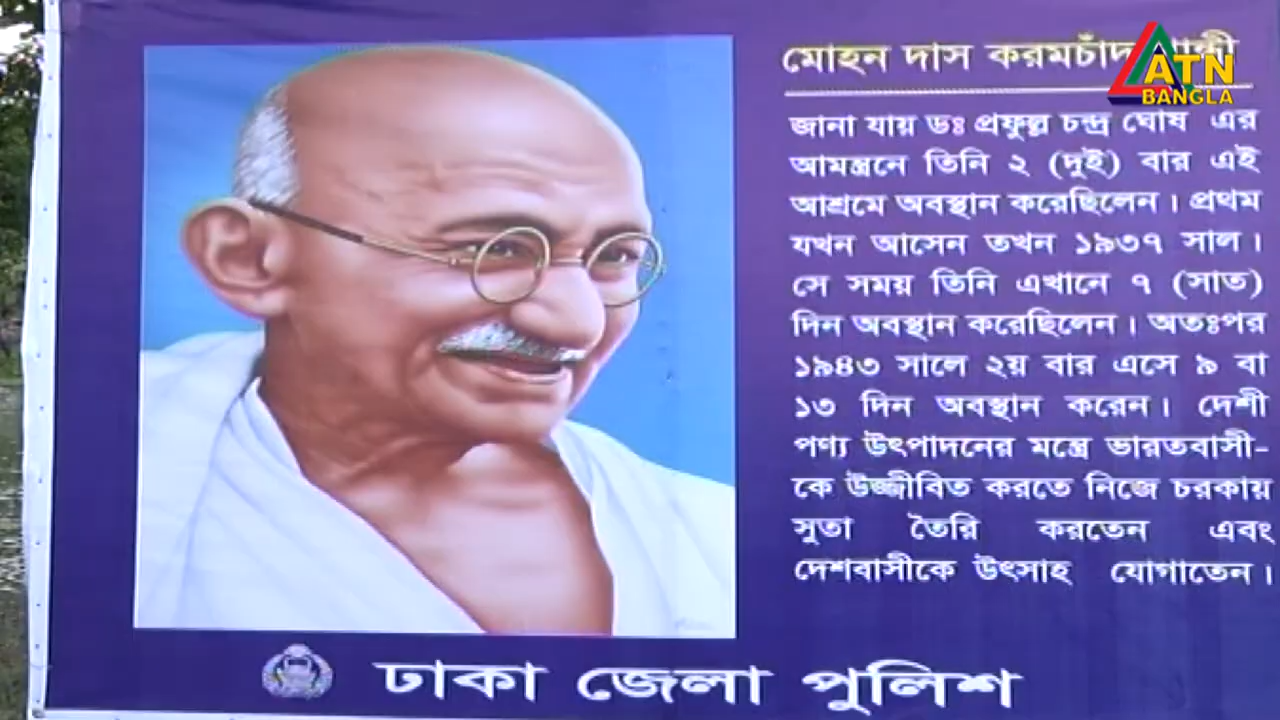 মোহন দাস করমচাঁদ
ATN
BANGLA
জানা যায় ডঃ প্রফুল্ল চন্দ্র ঘোষ এর
আমন্ত্রনে তিনি ২ (দুই) বার এই
আশ্রমে অবস্থান করেছিলেন। প্রথম
যখন আসেন তখন ১৯৩৭ সাল।
সে সময় তিনি এখানে ৭ (সাত)
দিন অবস্থান করেছিলেন। অতঃপর
১৯৪৩ সালে ২য় বার এসে ৯ বা
১৩ দিন অবস্থান করেন। দেশী
পণ্য উৎপাদনের মন্ত্রে ভারতবাসী-
কে উজ্জীবিত করতে নিজে চরকায়
সুতা তৈরি করতেন এবং
দেশবাসীকে উৎসাহ যোগাতেন।
ঢাকা জেলা পুলিশ